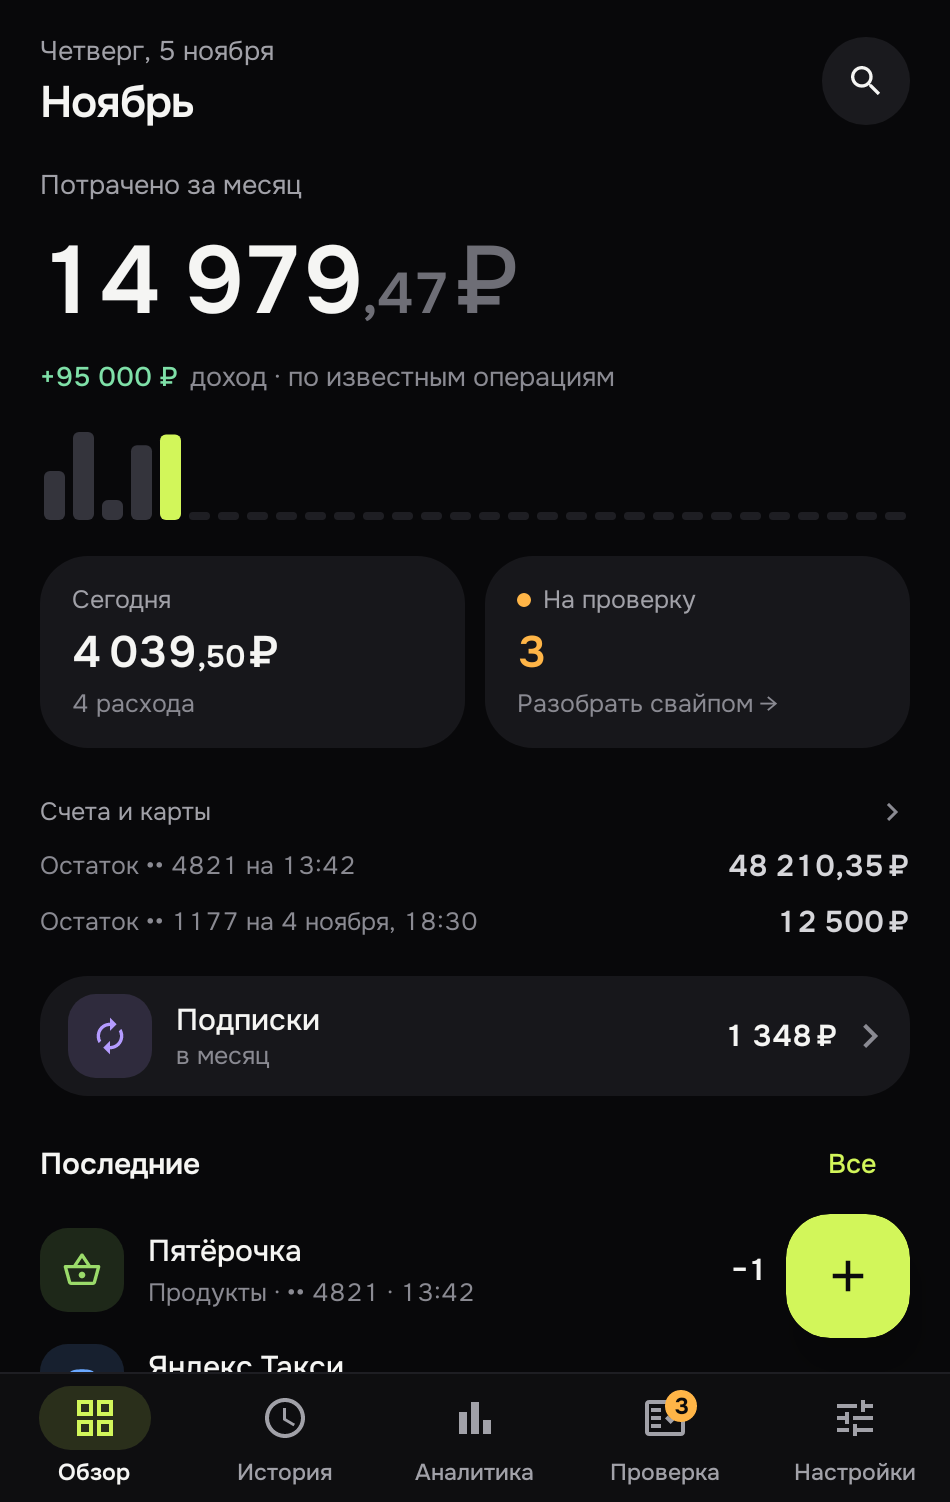 Четверг, 5 ноября
Ноябрь
Потрачено за месяц
14 979,47 ₽
+95 000 ₽ доход · по известным операциям
Сегодня
4 039,50 ₽
4 расхода
На проверку
3
Разобрать свайпом →
Счета и карты
Остаток •• 4821 на 13:42
48 210,35 ₽
Остаток •• 1177 на 4 ноября, 18:30
12 500 ₽
Подписки
в месяц
1 348 ₽
Последние
Все
Пятёрочка
Продукты · •• 4821 · 13:42
−1
Яндекс Такси
3
Обзор
История
Аналитика
Проверка
Настройки